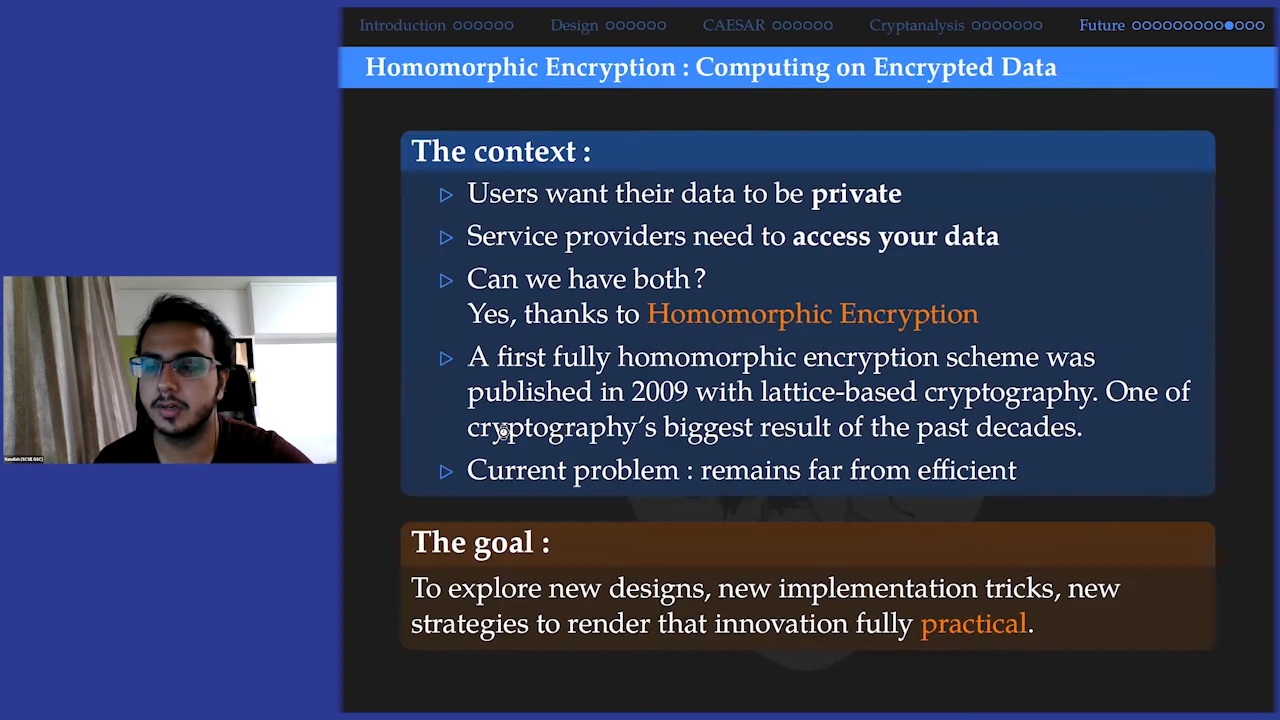 Introduction Design CAESAR Cryptanalysis Future
Homomorphic Encryption : Computing on Encrypted Data
The context :
Users want their data to be private
Service providers need to access your data
Can we have both ?
Yes, thanks to Homomorphic Encryption
A first fully homomorphic encryption scheme was
published in 2009 with lattice-based cryptography. One of
cryptography’s biggest result of the past decades.
Current problem : remains far from efficient
The goal :
To explore new designs, new implementation tricks, new
strategies to render that innovation fully practical.